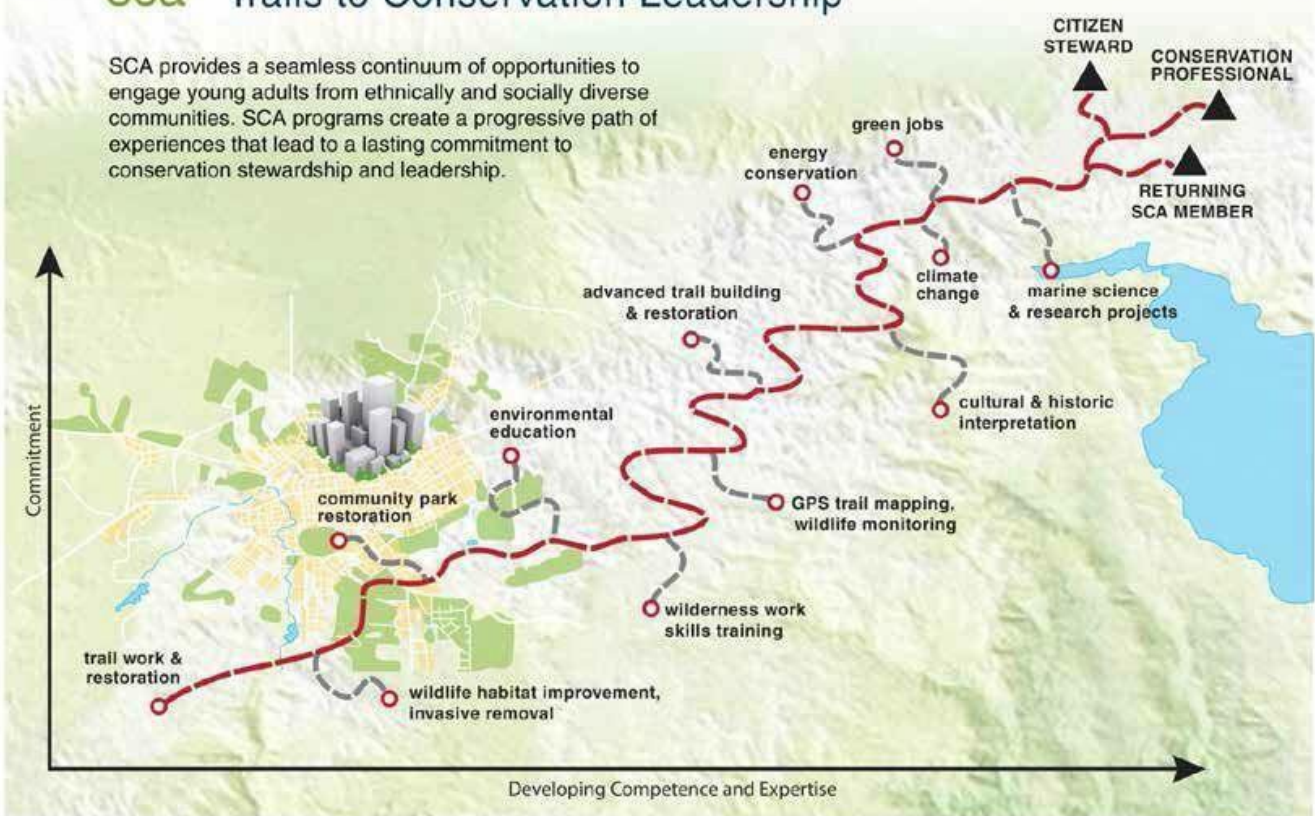 sca Trails to Conservation Leadership
SCA provides a seamless continuum of opportunities to
engage young adults from ethnically and socially diverse
communities. SCA programs create a progressive path of
experiences that lead to a lasting commitment to
conservation stewardship and leadership.
CITIZEN
STEWARD
CONSERVATION
PROFESSIONAL
RETURNING
SCA MEMBER
green jobs
energy
conservation
climate
change
marine science
& research projects
advanced trail building
& restoration
cultural & historic
interpretation
environmental
education
GPS trail mapping,
wildlife monitoring
community park
restoration
wilderness work
skills training
trail work &
restoration
wildlife habitat improvement,
invasive removal
Commitment
Developing Competence and Expertise